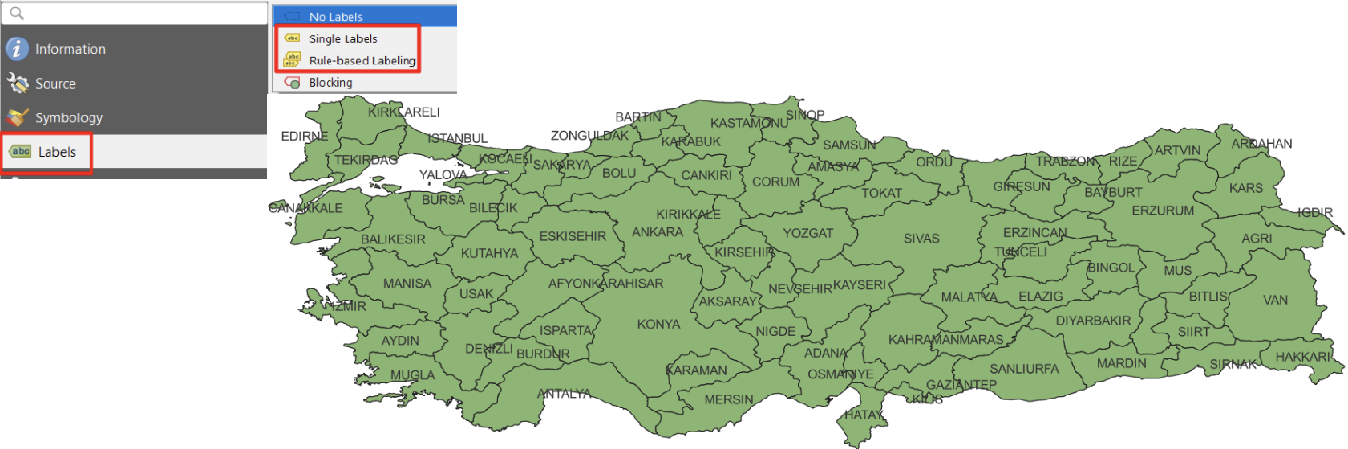 Information
Source
Symbology
abc Labels
No Labels
abc Single Labels
abc abc Rule-based Labeling
Blocking
KIRKLARELI
EDIRNE
ISTANBUL
TEKIRDAG
YALOVA
KOCAELI
SAKARYA
ZONGULDAK
BARTIN
KARABUK
KASTAMONU
SINOP
SAMSUN
BOLU
CANKIRI
CORUM
AMASYA
ORDU
TOKAT
GIRESUN
TRABZON
RIZE
ARTVIN
ARDAHAN
BAYBURT
KARS
ERZURUM
IGDIR
CANAKKALE
BURSA
BILECIK
BALIKESIR
KUTAHYA
ESKISEHIR
KIRIKKALE
ANKARA
KIRSEHIR
YOZGAT
SIVAS
ERZINCAN
TUNCELI
AGRI
MANISA
USAK
AFYONKARAHISAR
AKSARAY
NEVSEHIR
KAYSERI
MALATYA
ELAZIG
BINGOL
MUS
BITLIS
VAN
IZMIR
AYDIN
DENIZLI
ISPARTA
BURDUR
KONYA
NIGDE
KAHRAMANMARAS
DIYARBAKIR
SIIRT
MUGLA
ANTALYA
KARAMAN
MERSIN
ADANA
OSMANIYE
GAZIANTEP
KILIS
HATAY
SANLIURFA
MARDIN
SIRNAK
HAKKARI